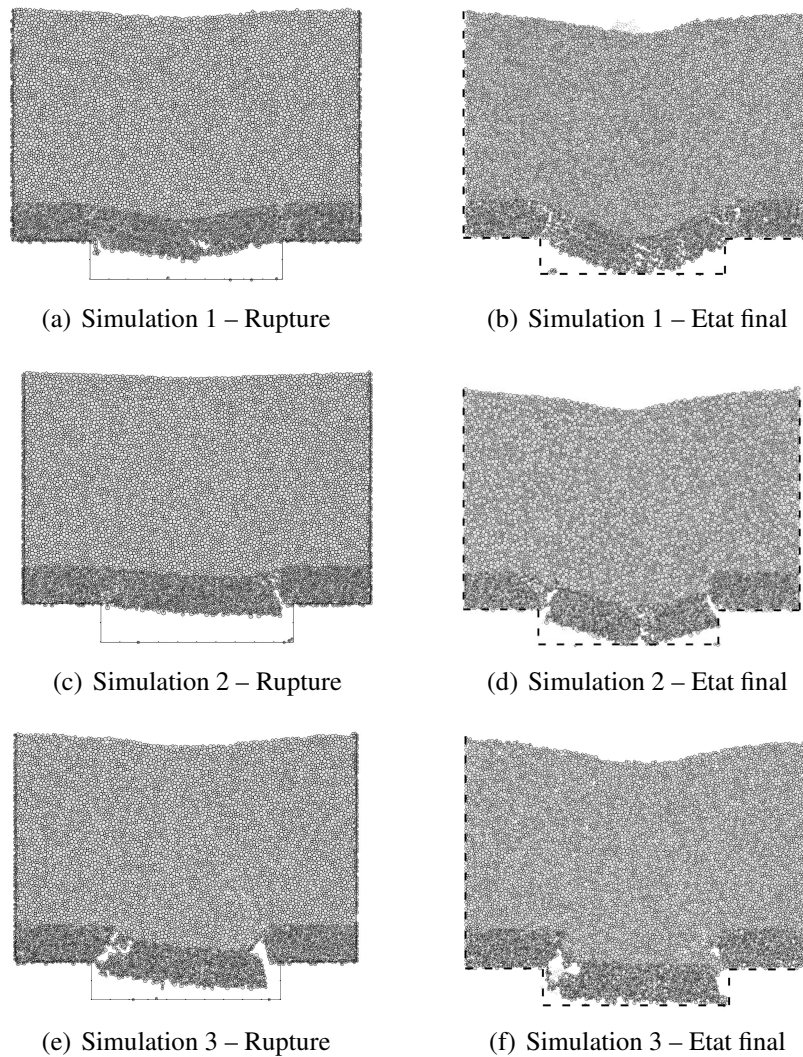 (a) Simulation 1 – Rupture
(b) Simulation 1 – Etat final
(c) Simulation 2 – Rupture
(d) Simulation 2 – Etat final
(e) Simulation 3 – Rupture
(f) Simulation 3 – Etat final